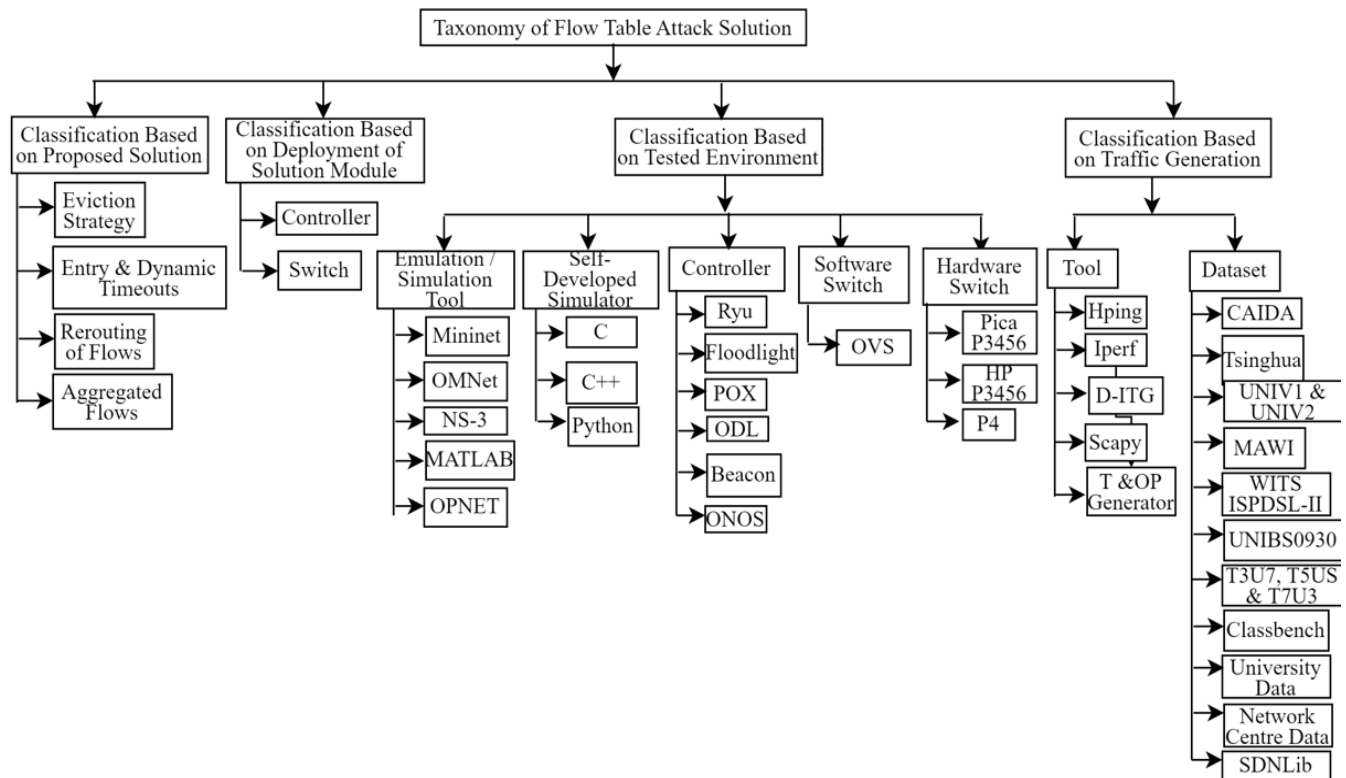 Taxonomy of Flow Table Attack Solution
Classification Based
on Proposed Solution
Eviction
Strategy
Entry & Dynamic
Timeouts
Rerouting
of Flows
Aggregated
Flows
Classification Based
on Deployment of
Solution Module
Controller
Switch
Classification Based
on Tested Environment
Emulation /
Simulation
Tool
Mininet
OMNet
NS-3
MATLAB
OPNET
Self-
Developed
Simulator
C
C++
Python
Controller
Ryu
Floodlight
POX
ODL
Beacon
ONOS
Software
Switch
OVS
Hardware
Switch
Pica
P3456
HP
P3456
P4
Classification Based
on Traffic Generation
Tool
Hping
Iperf
D-ITG
Scapy
T &OP
Generator
Dataset
CAIDA
Tsinghua
UNIV1 &
UNIV2
MAWI
WITS
ISPDSL-II
UNIBS0930
T3U7, T5US
& T7U3
Classbench
University
Data
Network
Centre Data
SDNLib